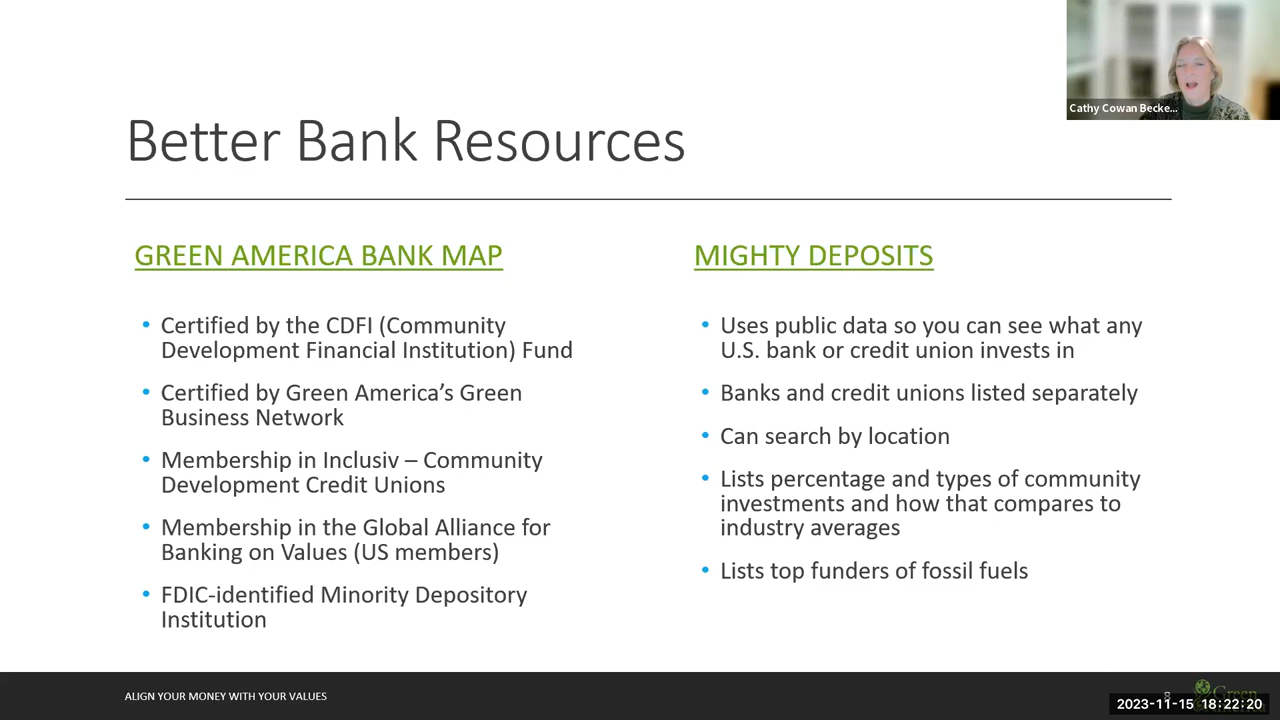 Cathy Cowan Becke...
Better Bank Resources
GREEN AMERICA BANK MAP
• Certified by the CDFI (Community
Development Financial Institution) Fund
• Certified by Green America’s Green
Business Network
• Membership in Inclusiv – Community
Development Credit Unions
• Membership in the Global Alliance for
Banking on Values (US members)
• FDIC-identified Minority Depository
Institution
MIGHTY DEPOSITS
• Uses public data so you can see what any
U.S. bank or credit union invests in
• Banks and credit unions listed separately
• Can search by location
• Lists percentage and types of community
investments and how that compares to
industry averages
• Lists top funders of fossil fuels
ALIGN YOUR MONEY WITH YOUR VALUES
8
Green
2023-11-15 18:22:20